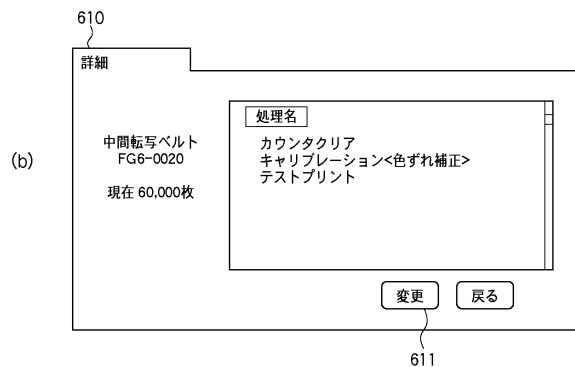 610
詳細
(b)
中間転写ベルト
FG6-0020
現在 60,000枚
処理名
カウンタクリア
キャリブレーション<色ずれ補正>
テストプリント
変更
戻る
611